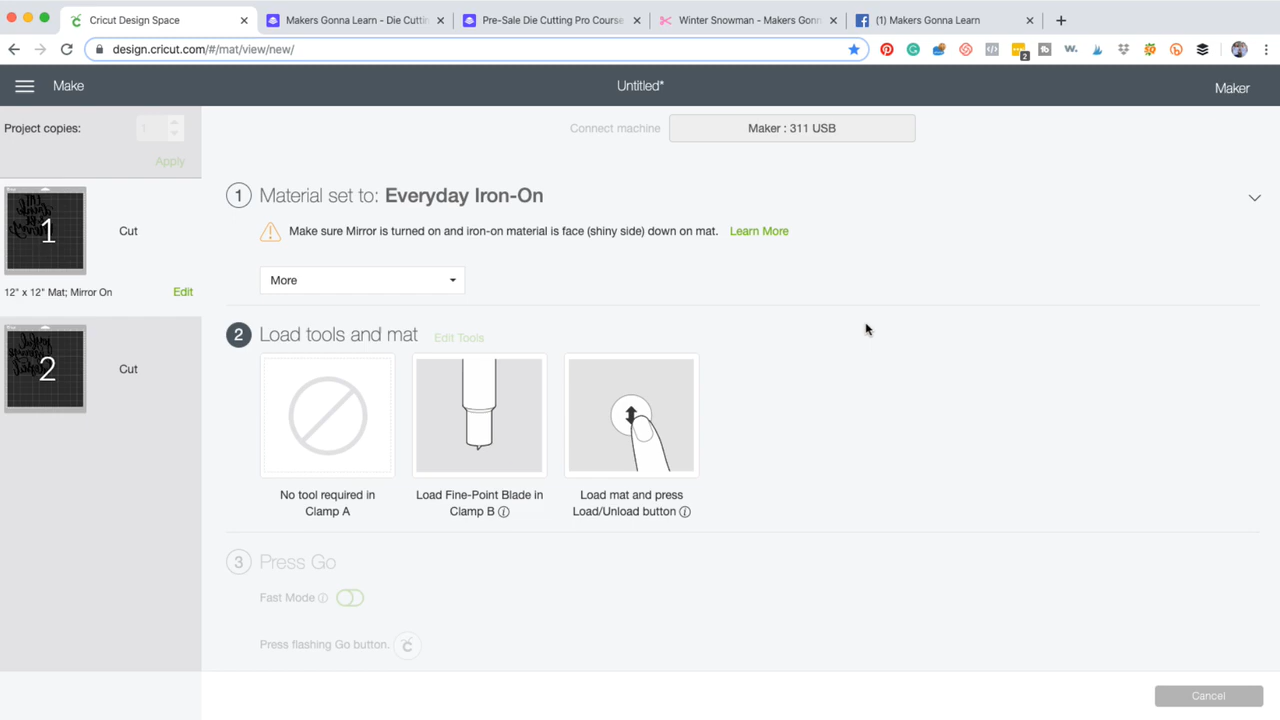 Cricut Design Space
Makers Gonna Learn - Die Cuttin
Pre-Sale Die Cutting Pro Course
Winter Snowman - Makers Gonn
(1) Makers Gonna Learn
design.cricut.com/#/mat/view/new/
2
Make
Untitled*
Maker
Project copies:
1
Apply
Connect machine
Maker : 311 USB
1
Material set to: Everyday Iron-On
Make sure Mirror is turned on and iron-on material is face (shiny side) down on mat. Learn More
More
1
Cut
12" x 12" Mat; Mirror On
Edit
2
Cut
2
Load tools and mat
Edit Tools
No tool required in
Clamp A
Load Fine-Point Blade in
Clamp B
Load mat and press
Load/Unload button
3
Press Go
Fast Mode
Press flashing Go button.
Cancel